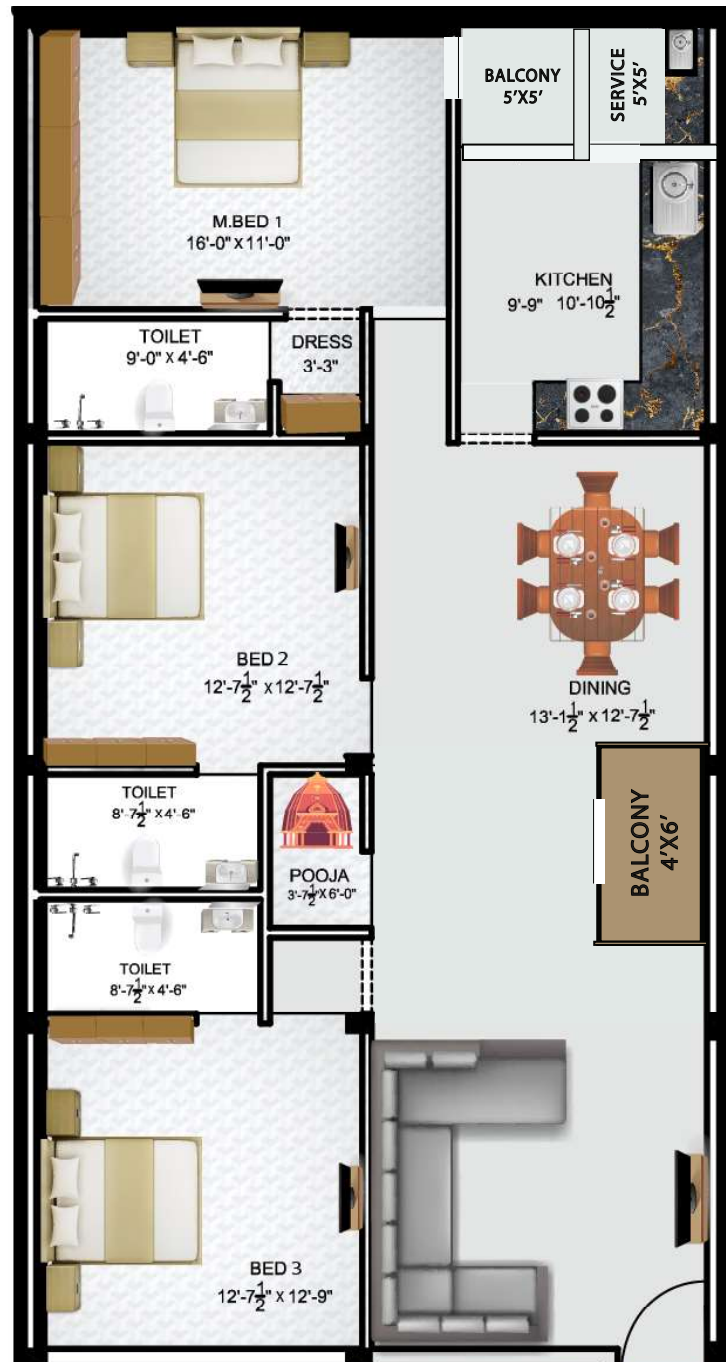 BALCONY
5'X5'
SERVICE
5'X5'
M.BED 1
16'-0" X 11'-0"
KITCHEN
9'-9" 10'-10½"
TOILET
9'-0" X 4'-6"
DRESS
3'-3"
BED 2
12'-7½" X 12'-7½"
DINING
13'-1½" X 12'-7½"
TOILET
8'-7½" X 4'-6"
POOJA
3'-7½" X 6'-0"
BALCONY
4'X6'
TOILET
8'-7½" X 4'-6"
BED 3
12'-7½" X 12'-9"